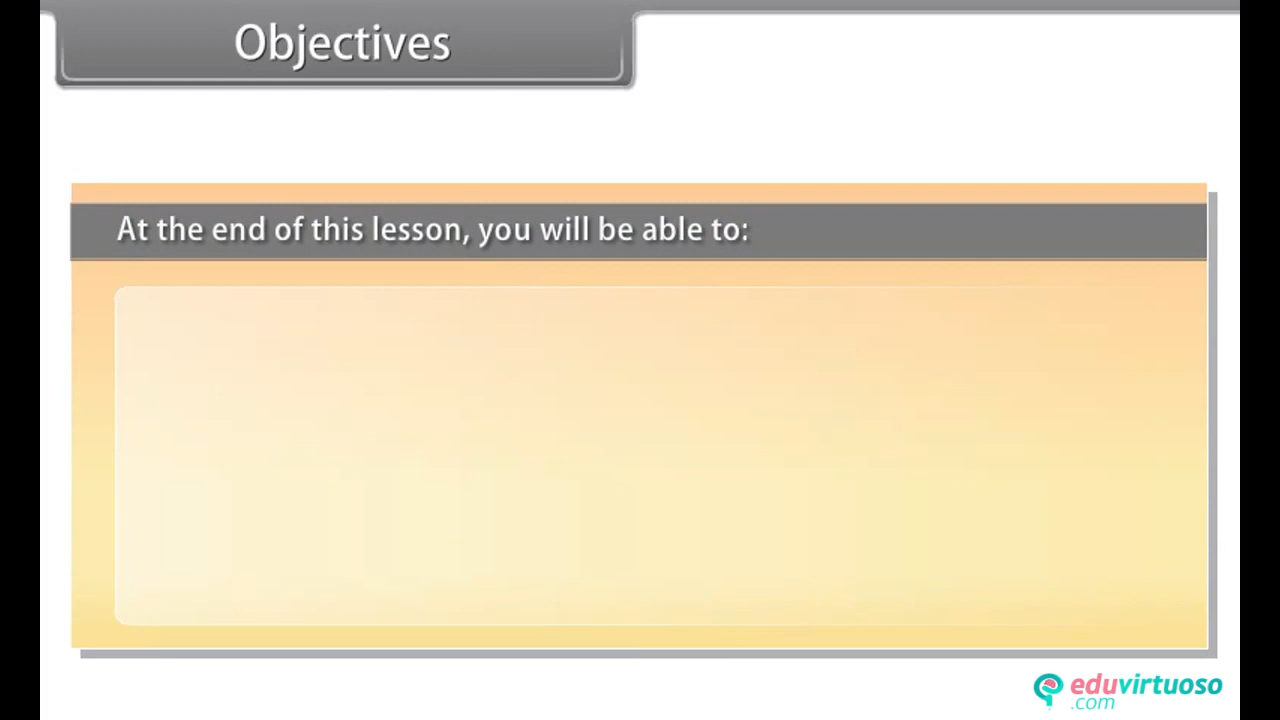 Objectives
At the end of this lesson, you will be able to:
eduvirtuoso
.com